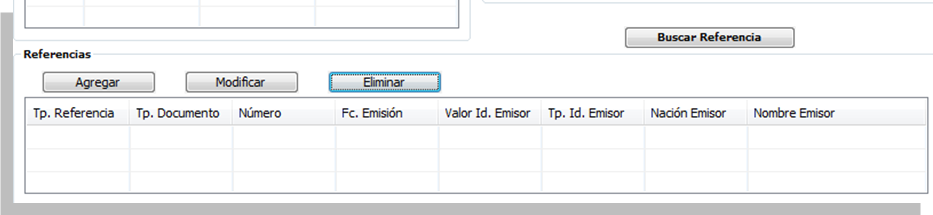 Buscar Referencia
Referencias
Agregar Modificar Eliminar
Tp. Referencia Tp. Documento Número Fc. Emisión Valor Id. Emisor Tp. Id. Emisor Nación Emisor Nombre Emisor